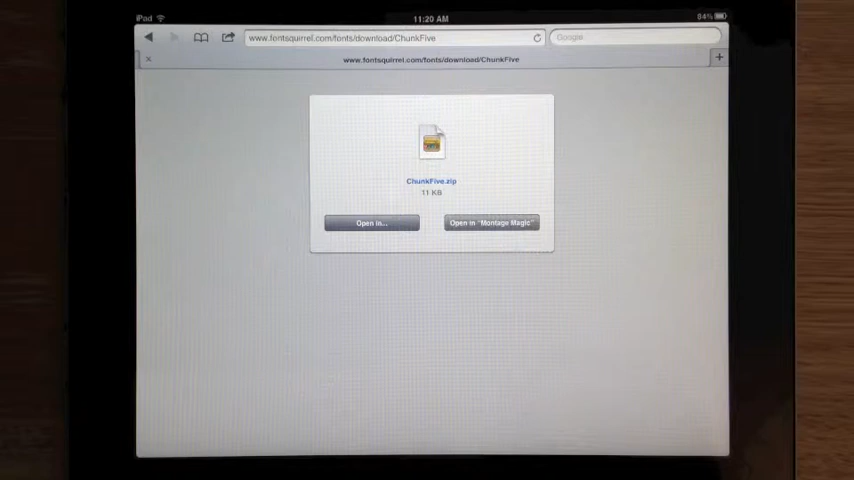 iPod 11:20 AM 84%
www.fontsquirrel.com/fonts/download/ChunkFive Google
www.fontsquirrel.com/fonts/download/ChunkFive
ChunkFive.zip
11 KB
Open in... Open in "Montage Magic"